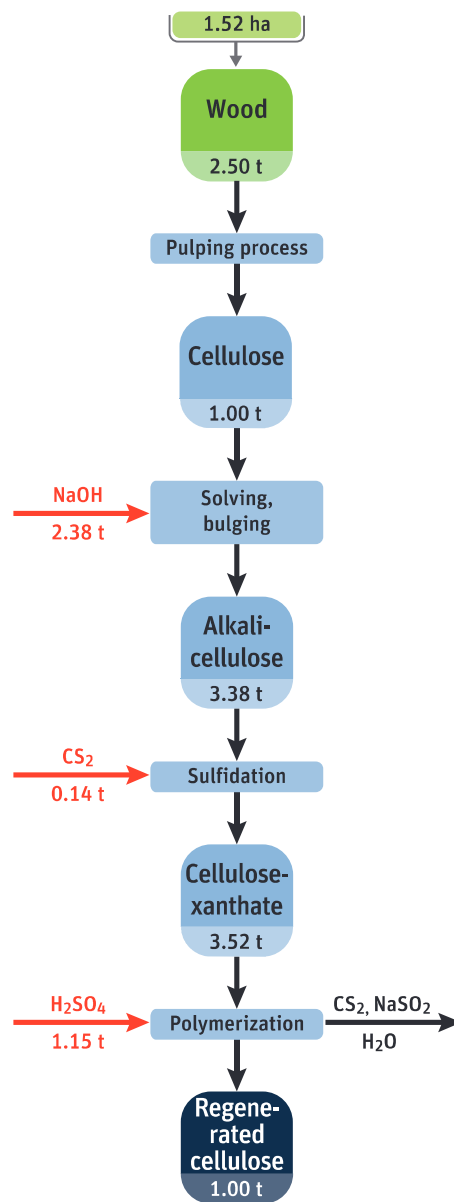 1.52 ha
Wood
2.50 t
Pulping process
Cellulose
1.00 t
NaOH
2.38 t
Solving,
bulging
Alkali-
cellulose
3.38 t
CS₂
0.14 t
Sulfidation
Cellulose-
xanthate
3.52 t
H₂SO₄
1.15 t
Polymerization
CS₂, NaSO₂
H₂O
Regene-
rated
cellulose
1.00 t